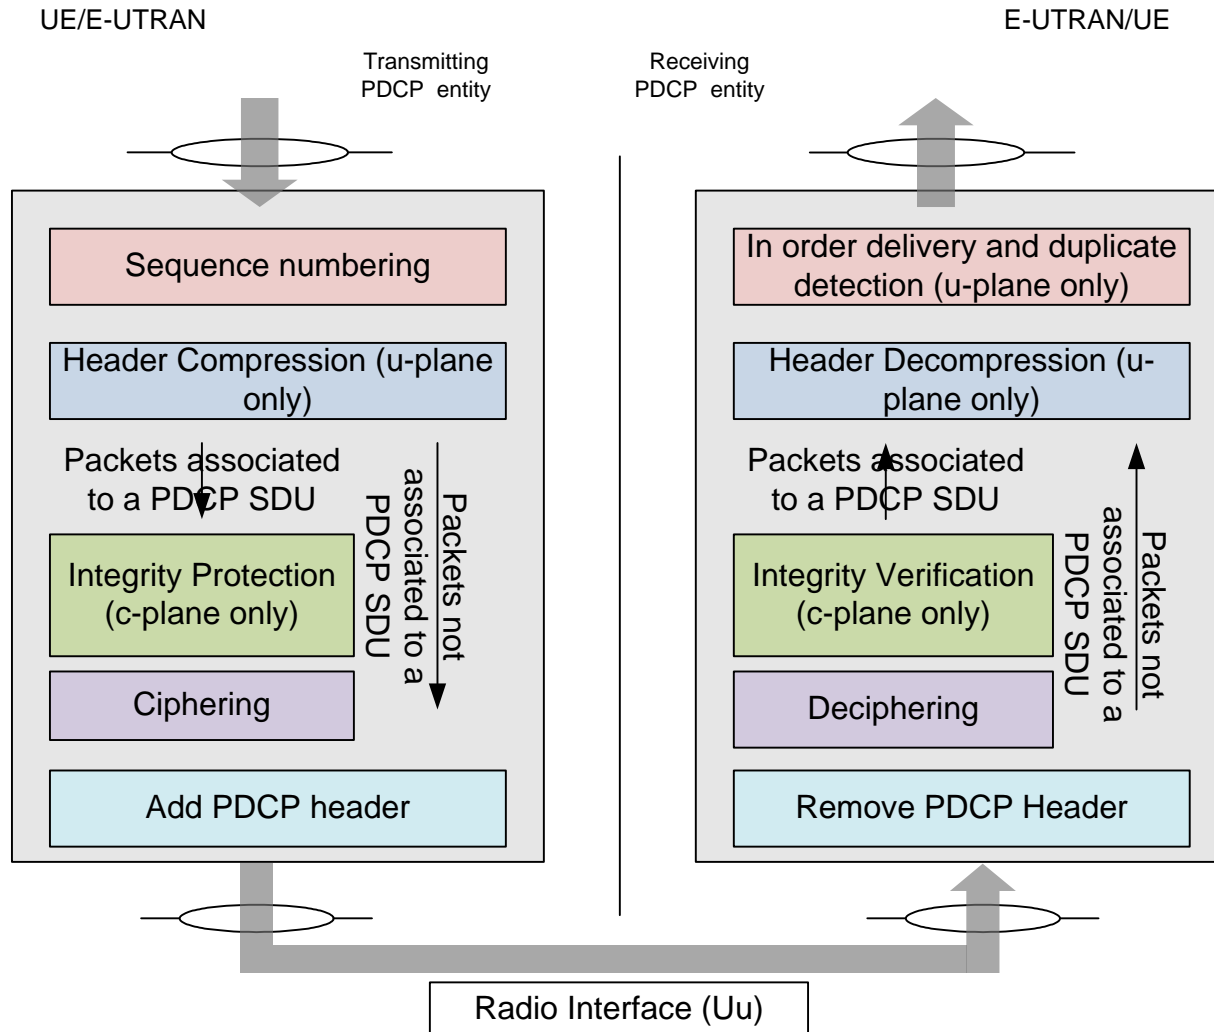 UE/E-UTRAN
E-UTRAN/UE
Transmitting
PDCP entity
Receiving
PDCP entity
Sequence numbering
Header Compression (u-plane
only)
Packets associated
to a PDCP SDU
Packets not
associated to a
PDCP SDU
Integrity Protection
(c-plane only)
Ciphering
Add PDCP header
In order delivery and duplicate
detection (u-plane only)
Header Decompression (u-
plane only)
Packets associated
to a PDCP SDU
Packets not
associated to a
PDCP SDU
Integrity Verification
(c-plane only)
Deciphering
Remove PDCP Header
Radio Interface (Uu)